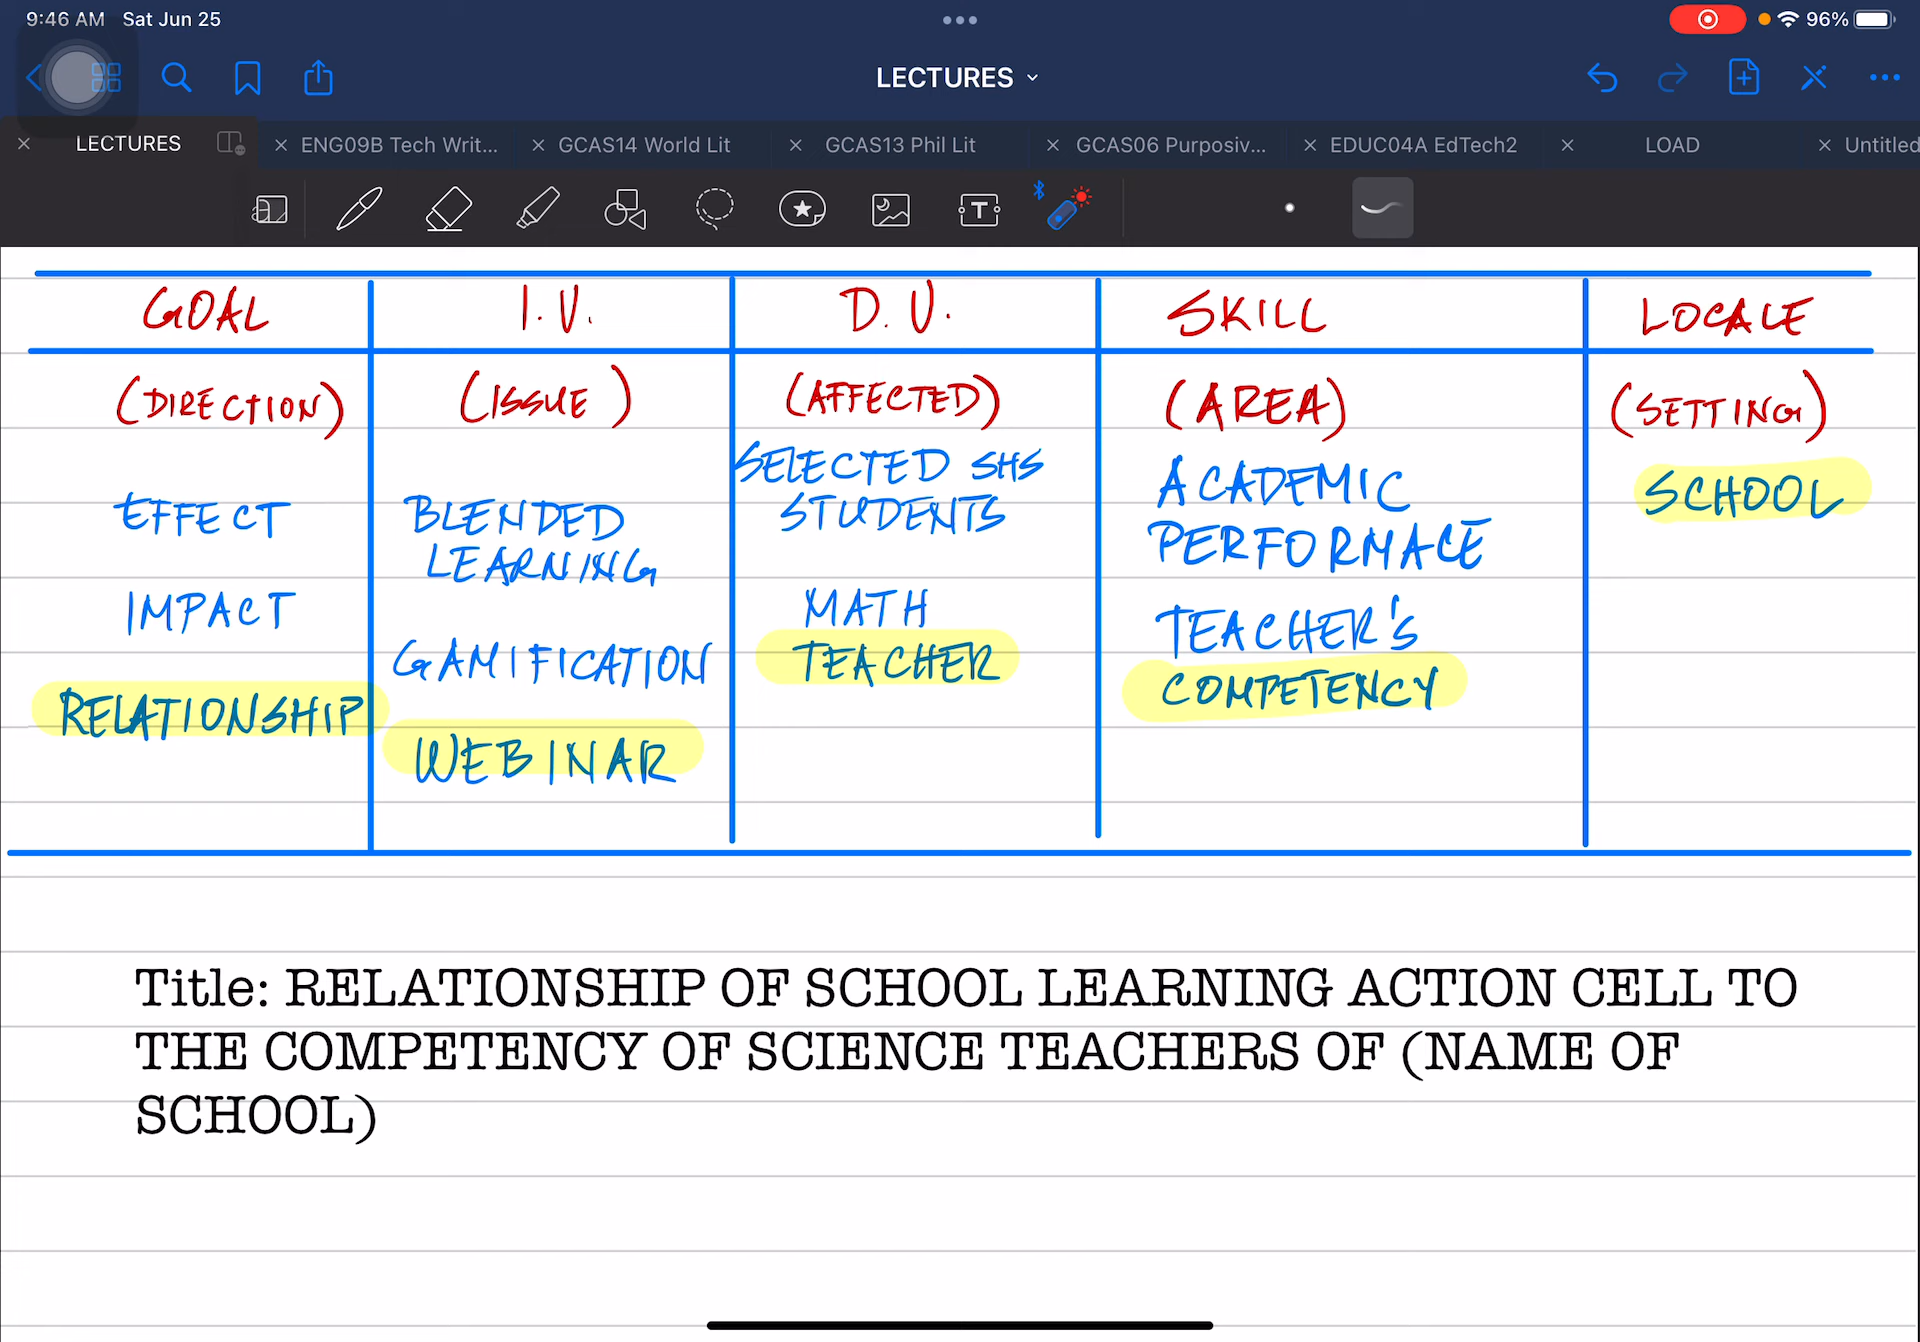 9:46 AM Sat Jun 25
96%
LECTURES
LECTURES
ENG09B Tech Writ...
GCAS14 World Lit
GCAS13 Phil Lit
GCAS06 Purposiv...
EDUC04A EdTech2
LOAD
Untitled
T
GOAL I.V. D.V. SKILL LOCALE
(DIRECTION) (ISSUE) (AFFECTED) (AREA) (SETTING)
EFFECT
IMPACT
RELATIONSHIP
BLENDED
LEARNING
GAMIFICATION
WEBINAR
SELECTED SHS
STUDENTS
MATH
TEACHER
ACADEMIC
PERFORMACE
TEACHER'S
COMPETENCY
SCHOOL
Title: RELATIONSHIP OF SCHOOL LEARNING ACTION CELL TO
THE COMPETENCY OF SCIENCE TEACHERS OF (NAME OF
SCHOOL)